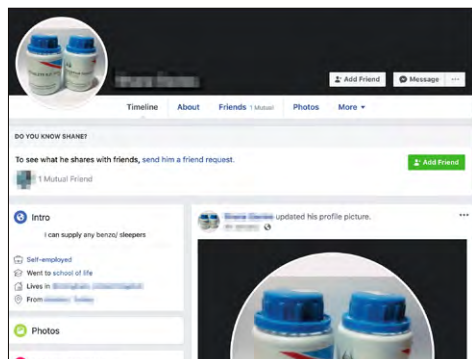 Add Friend
Message
Timeline About Friends 1 Mutual Photos More
DO YOU KNOW SHANE?
To see what he shares with friends, send him a friend request.
Add Friend
1 Mutual Friend
Intro
I can supply any benzo/ sleepers
updated his profile picture.
Self-employed
Went to school of life
Lives in
From
Photos